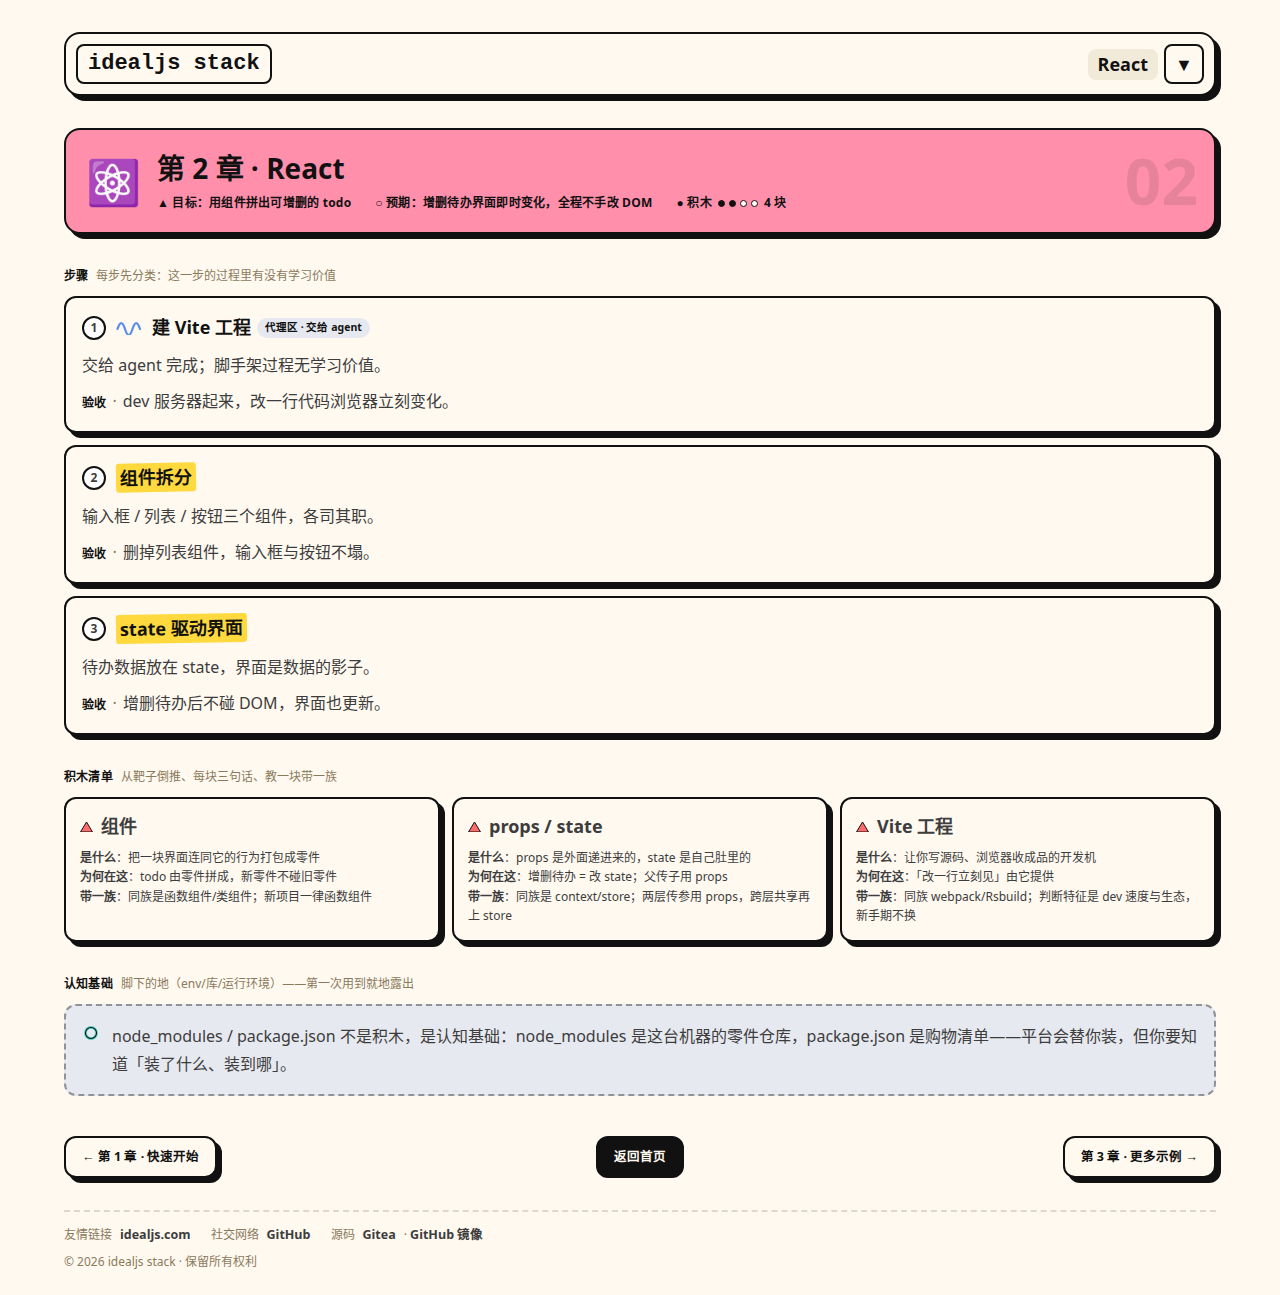 idealjs stack
React ▼
第 2 章 · React
02
▲ 目标：用组件拼出可增删的 todo ○ 预期：增删待办界面即时变化，全程不手改 DOM ● 积木 ●●○○ 4 块
步骤 每步先分类：这一步的过程里有没有学习价值
1 建 Vite 工程 代理区 · 交给 agent
交给 agent 完成；脚手架过程无学习价值。
验收 · dev 服务器起来，改一行代码浏览器立刻变化。
2 组件拆分
输入框 / 列表 / 按钮三个组件，各司其职。
验收 · 删掉列表组件，输入框与按钮不塌。
3 state 驱动界面
待办数据放在 state，界面是数据的影子。
验收 · 增删待办后不碰 DOM，界面也更新。
积木清单 从靶子倒推、每块三句话、教一块带一族
组件
是什么：把一块界面连同它的行为打包成零件
为何在这：todo 由零件拼成，新零件不碰旧零件
带一族：同族是函数组件/类组件；新项目一律函数组件
props / state
是什么：props 是外面递进来的，state 是自己肚里的
为何在这：增删待办 = 改 state；父传子用 props
带一族：同族是 context/store；两层传参用 props，跨层共享再
上 store
Vite 工程
是什么：让你写源码、浏览器收成品的开发机
为何在这：「改一行立刻见」由它提供
带一族：同族 webpack/Rsbuild；判断特征是 dev 速度与生态，
新手期不换
认知基础 脚下的地（env/库/运行环境）——第一次用到就地露出
node_modules / package.json 不是积木，是认知基础：node_modules 是这台机器的零件仓库，package.json 是购物清单——平台会替你装，但你要知
道「装了什么、装到哪」。
← 第 1 章 · 快速开始
返回首页
第 3 章 · 更多示例 →
友情链接 idealjs.com 社交网络 GitHub 源码 Gitea · GitHub 镜像
© 2026 idealjs stack · 保留所有权利